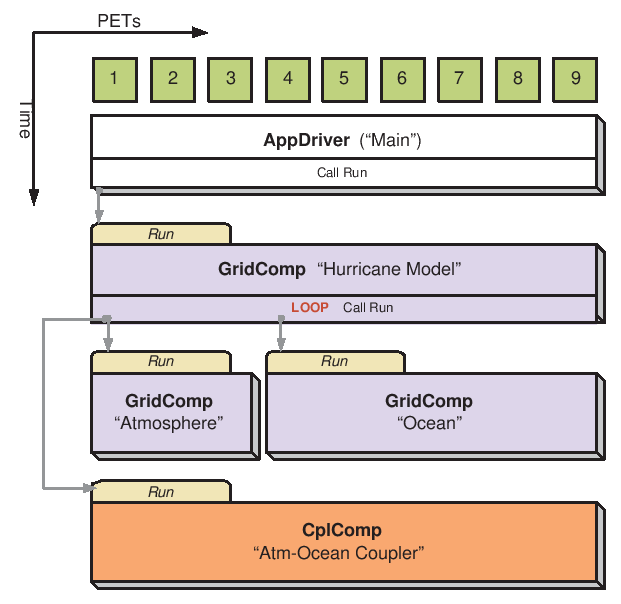 PETs
Time
1 2 3 4 5 6 7 8 9
AppDriver (“Main”)
Call Run
Run
GridComp “Hurricane Model”
LOOP Call Run
Run
Run
GridComp
“Atmosphere”
GridComp
“Ocean”
Run
CplComp
“Atm-Ocean Coupler”